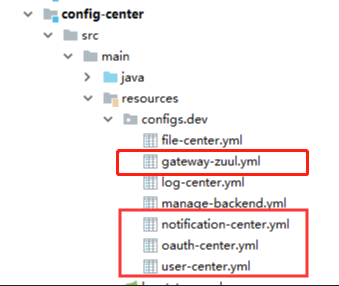 config-center
src
main
java
resources
configs.dev
file-center.yml
gateway-zuul.yml
log-center.yml
manage-backend.yml
notification-center.yml
oauth-center.yml
user-center.yml